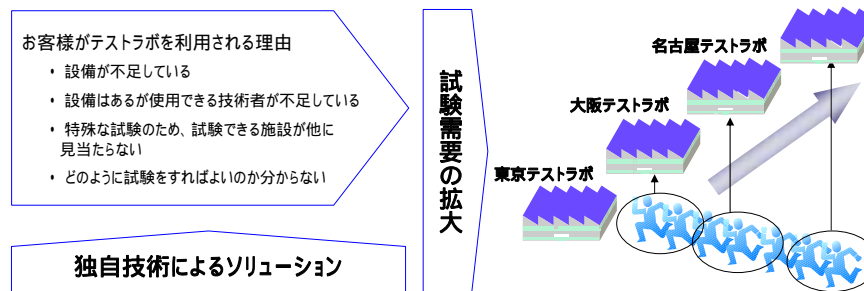 お客様がテストラボを利用される理由
・ 設備が不足している
・ 設備はあるが使用できる技術者が不足している
・ 特殊な試験のため、試験できる施設が他に
見当たらない
・ どのように試験をすればよいのか分からない
独自技術によるソリューション
試験需要の拡大
名古屋テストラボ
大阪テストラボ
東京テストラボ